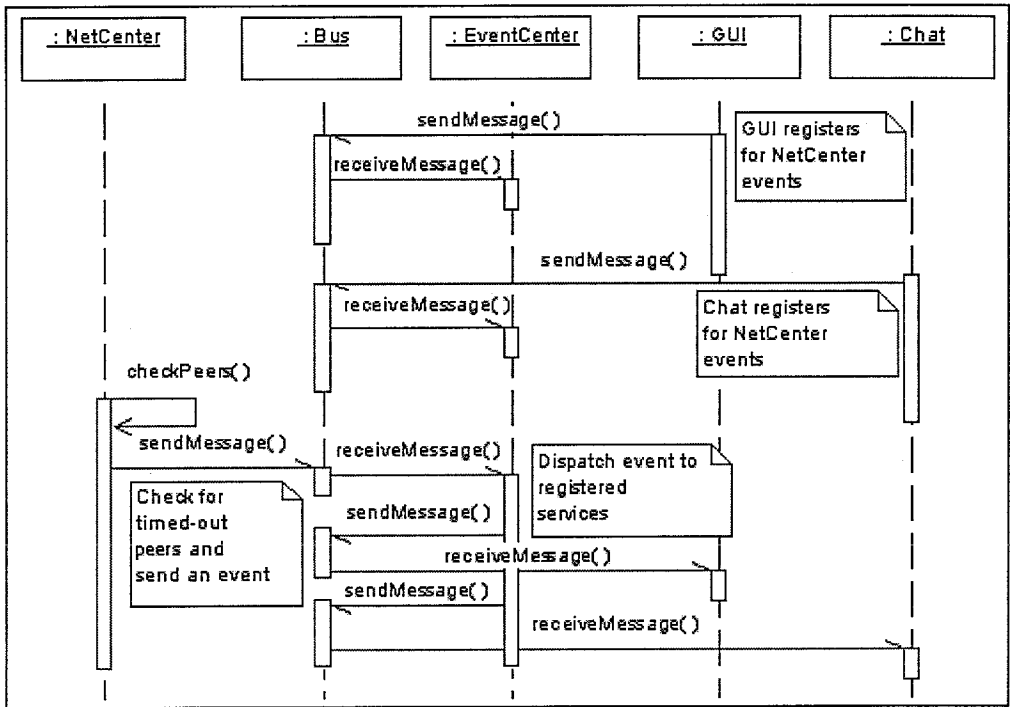 : NetCenter
: Bus
: EventCenter
: GUI
: Chat
sendMessage()
GUI registers
for NetCenter
events
receiveMessage()
sendMessage()
receiveMessage()
Chat registers
for NetCenter
events
checkPeers()
sendMessage()
receiveMessage()
Dispatch event to
registered
services
Check for
timed-out
peers and
send an event
sendMessage()
receiveMessage()
sendMessage()
receiveMessage()